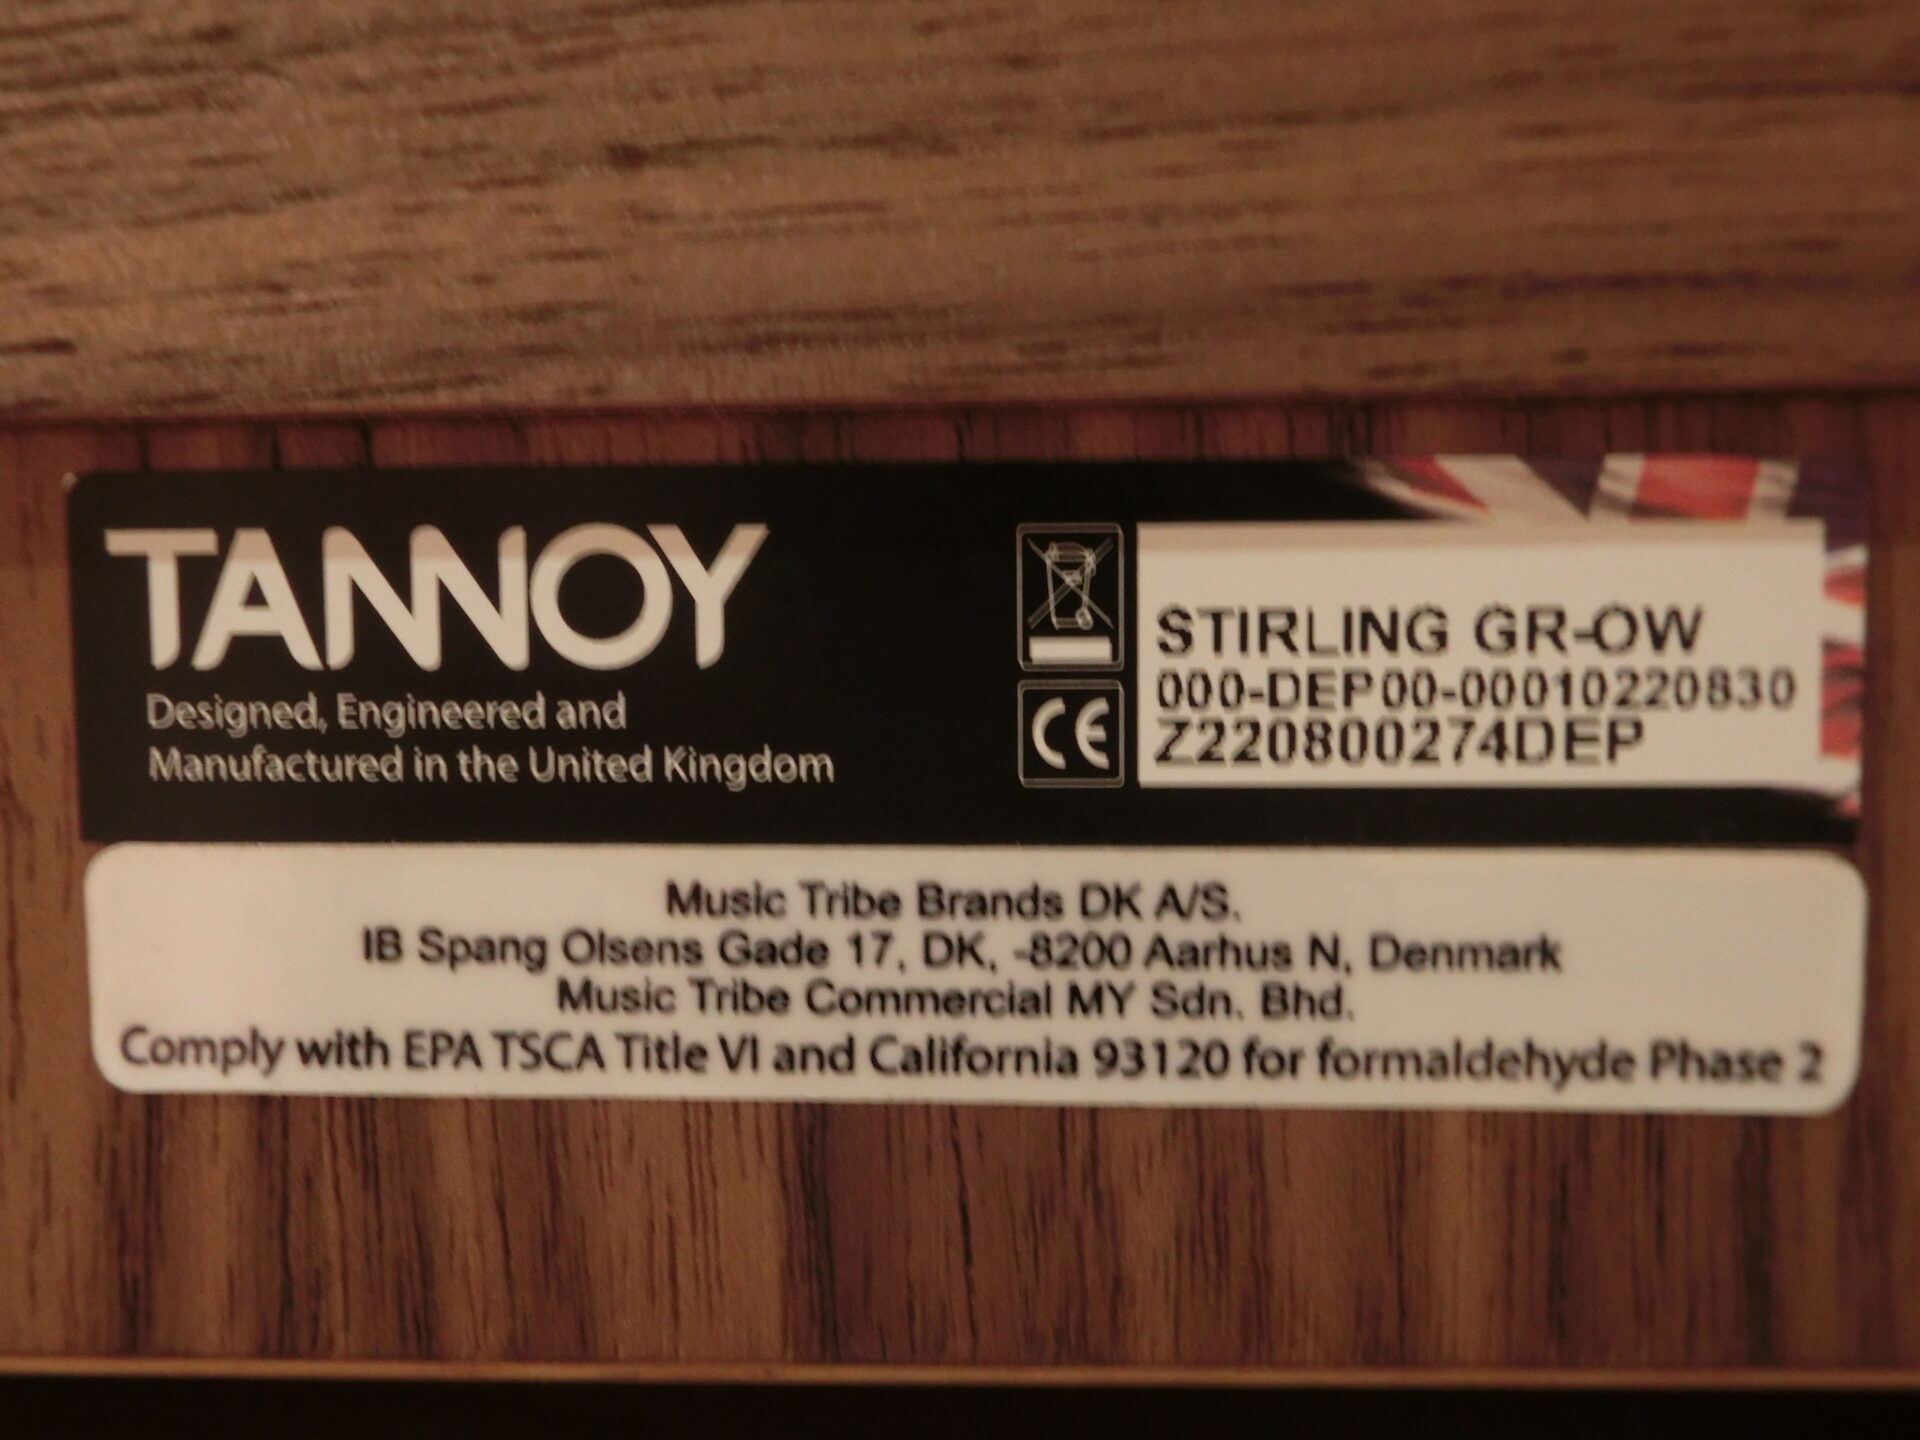 TANNOY
Designed, Engineered and
Manufactured in the United Kingdom
CE
STIRLING GR-OW
000-DEP00-00010220830
Z220800274DEP
Music Tribe Brands DK A/S.
IB Spang Olsens Gade 17, DK, -8200 Aarhus N, Denmark
Music Tribe Commercial MY Sdn. Bhd.
Comply with EPA TSCA Title VI and California 93120 for formaldehyde Phase 2